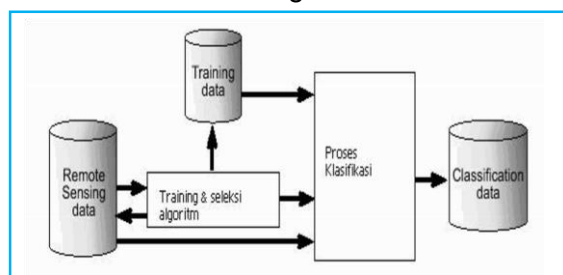 Training
data
Remote
Sensing
data
Training & seleksi
algoritm
Proses
Klasifikasi
Classification
data